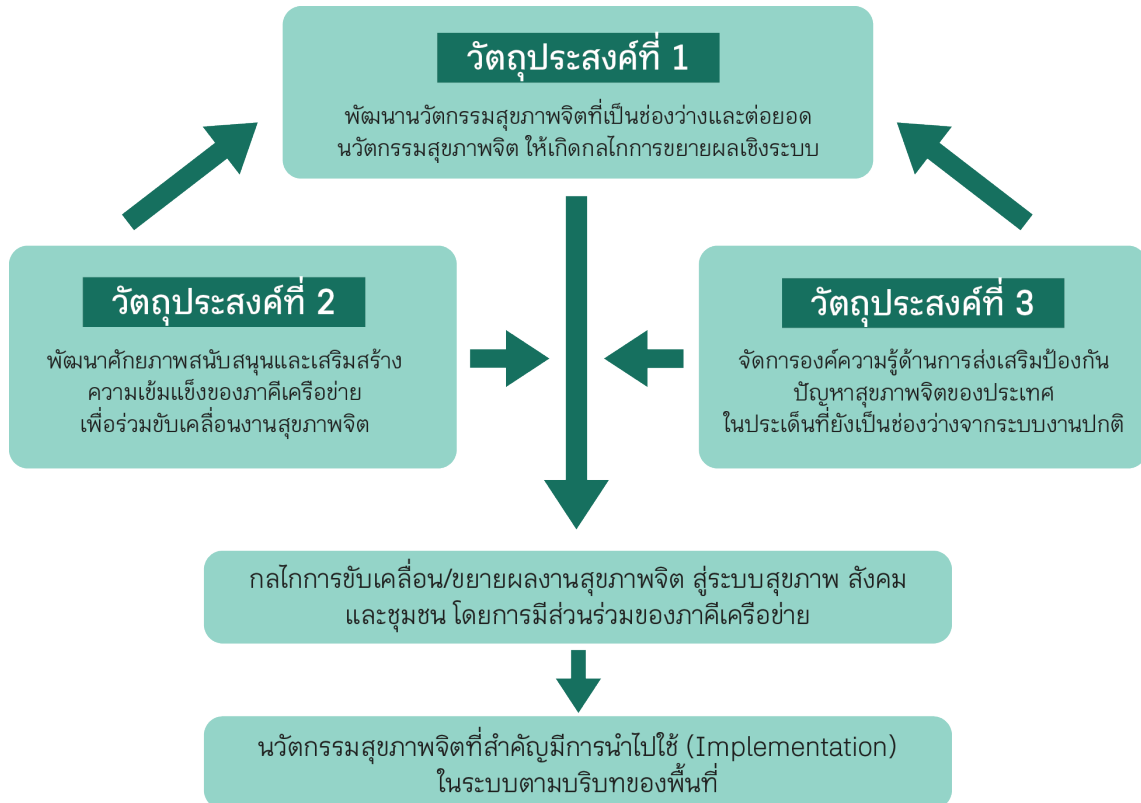 วัตถุประสงค์ที่ 1
พัฒนานวัตกรรมสุขภาพจิตที่เป็นช่องว่างและต่อยอด
นวัตกรรมสุขภาพจิต ให้เกิดกลไกการขยายผลเชิงระบบ
วัตถุประสงค์ที่ 2
พัฒนาศักยภาพสนับสนุนและเสริมสร้าง
ความเข้มแข็งของภาคีเครือข่าย
เพื่อร่วมขับเคลื่อนงานสุขภาพจิต
วัตถุประสงค์ที่ 3
จัดการองค์ความรู้ด้านการส่งเสริมป้องกัน
ปัญหาสุขภาพจิตของประเทศ
ในประเด็นที่ยังเป็นช่องว่างจากระบบงานปกติ
กลไกการขับเคลื่อน/ขยายผลงานสุขภาพจิต สู่ระบบสุขภาพ สังคม
และชุมชน โดยการมีส่วนร่วมของภาคีเครือข่าย
นวัตกรรมสุขภาพจิตที่สำคัญมีการนำไปใช้ (Implementation)
ในระบบตามบริบทของพื้นที่